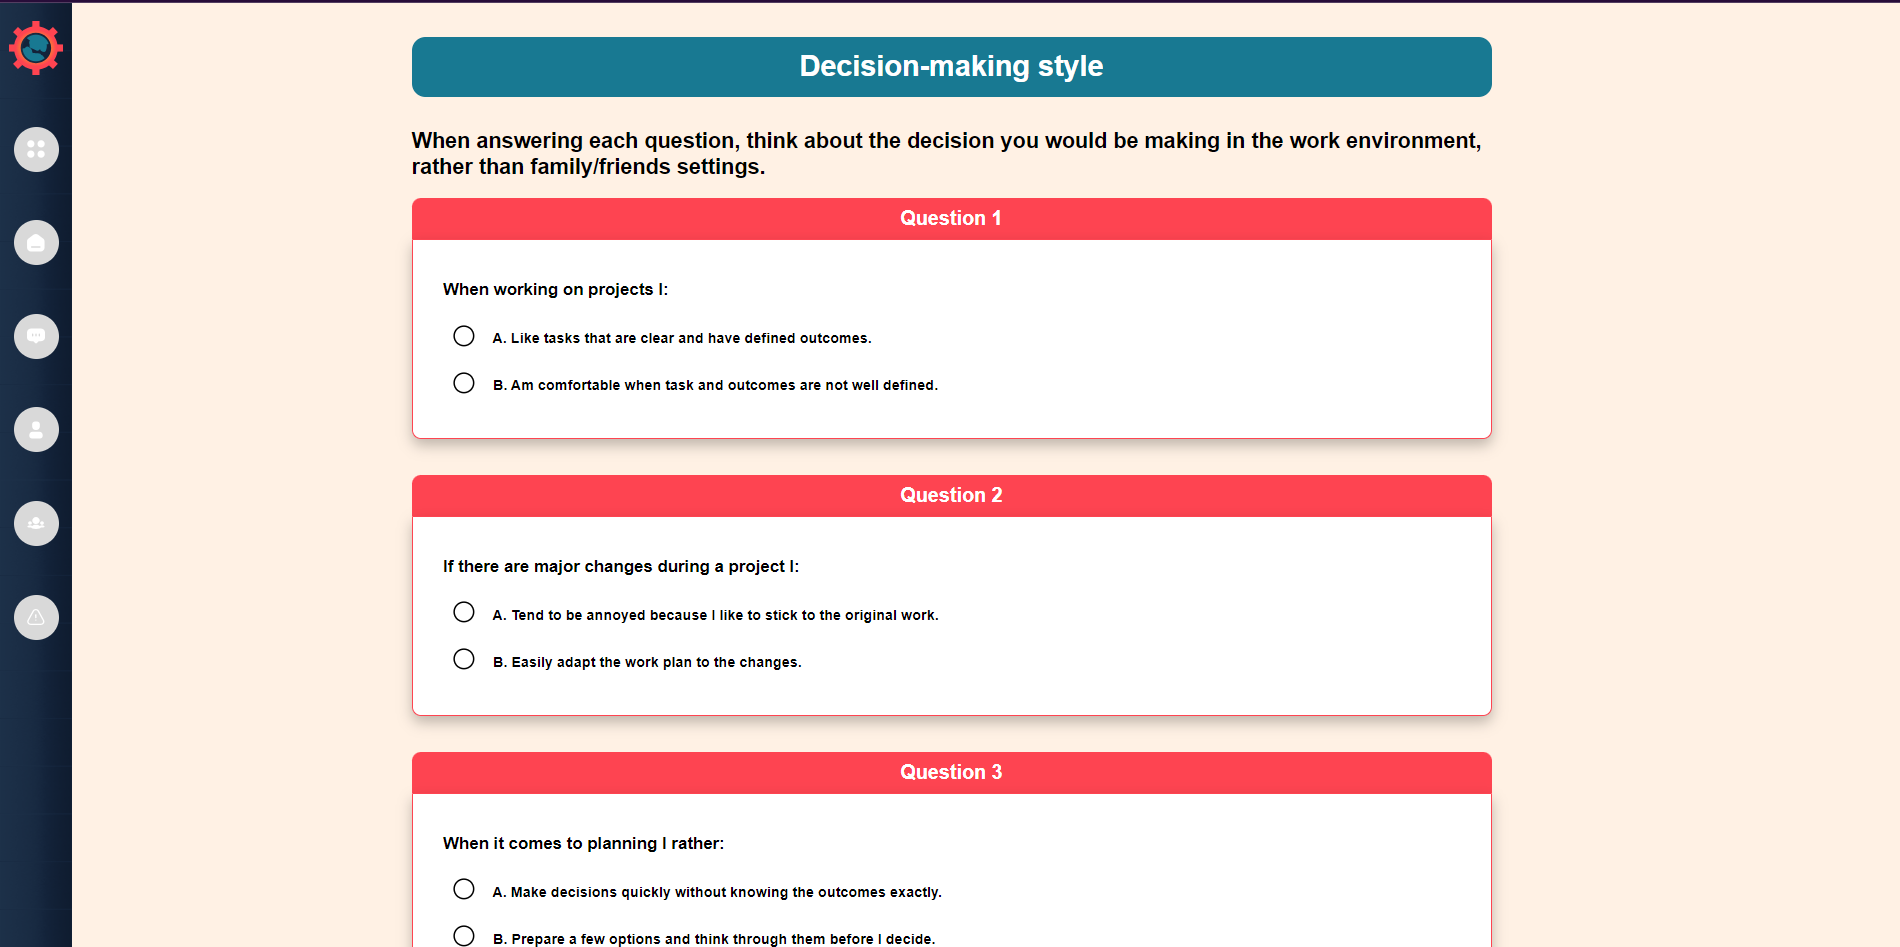 Decision-making style
When answering each question, think about the decision you would be making in the work environment,
rather than family/friends settings.
Question 1
When working on projects I:
A. Like tasks that are clear and have defined outcomes.
B. Am comfortable when task and outcomes are not well defined.
Question 2
If there are major changes during a project I:
A. Tend to be annoyed because I like to stick to the original work.
B. Easily adapt the work plan to the changes.
Question 3
When it comes to planning I rather:
A. Make decisions quickly without knowing the outcomes exactly.
B. Prepare a few options and think through them before I decide.